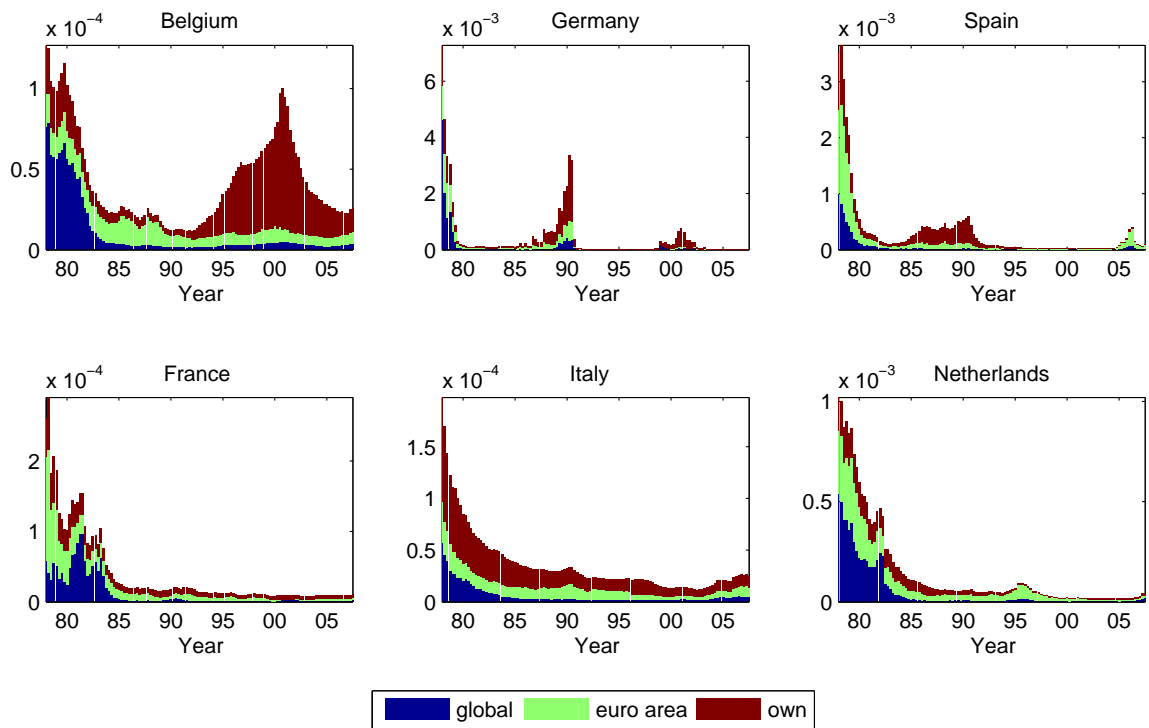 Belgium
x 10−4
1
0.5
0
80 85 90 95 00 05
Year
Germany
x 10−3
6
4
2
0
80 85 90 95 00 05
Year
Spain
x 10−3
3
2
1
0
80 85 90 95 00 05
Year
France
x 10−4
2
1
0
80 85 90 95 00 05
Year
Italy
x 10−4
1.5
1
0.5
0
80 85 90 95 00 05
Year
Netherlands
x 10−3
1
0.5
0
80 85 90 95 00 05
Year
global euro area own